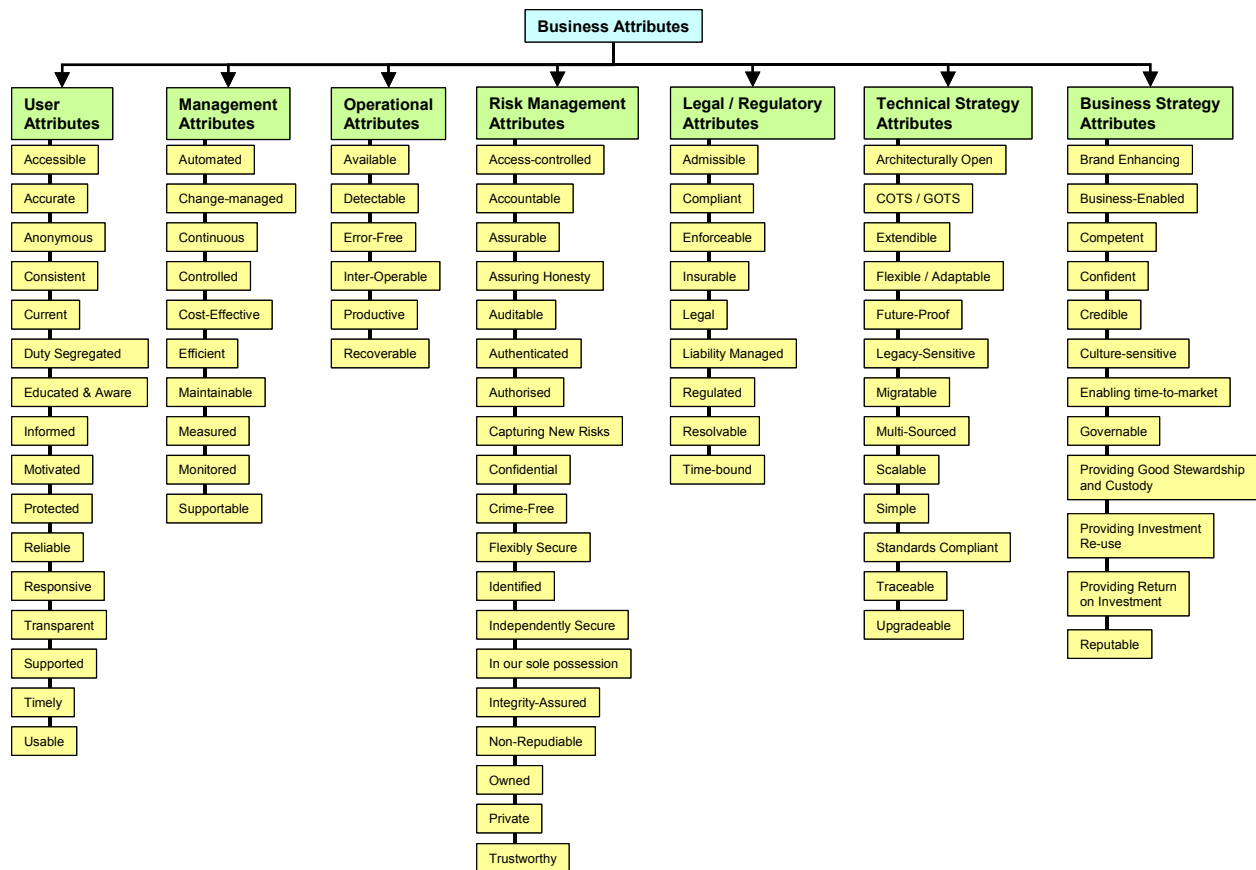 Business Attributes
User
Attributes
Accessible
Accurate
Anonymous
Consistent
Current
Duty Segregated
Educated & Aware
Informed
Motivated
Protected
Reliable
Responsive
Transparent
Supported
Timely
Usable
Management
Attributes
Automated
Change-managed
Continuous
Controlled
Cost-Effective
Efficient
Maintainable
Measured
Monitored
Supportable
Operational
Attributes
Available
Detectable
Error-Free
Inter-Operable
Productive
Recoverable
Risk Management
Attributes
Access-controlled
Accountable
Assurable
Assuring Honesty
Auditable
Authenticated
Authorised
Capturing New Risks
Confidential
Crime-Free
Flexibly Secure
Identified
Independently Secure
In our sole possession
Integrity-Assured
Non-Repudiable
Owned
Private
Trustworthy
Legal / Regulatory
Attributes
Admissible
Compliant
Enforceable
Insurable
Legal
Liability Managed
Regulated
Resolvable
Time-bound
Technical Strategy
Attributes
Architecturally Open
COTS / GOTS
Extendible
Flexible / Adaptable
Future-Proof
Legacy-Sensitive
Migratable
Multi-Sourced
Scalable
Simple
Standards Compliant
Traceable
Upgradeable
Business Strategy
Attributes
Brand Enhancing
Business-Enabled
Competent
Confident
Credible
Culture-sensitive
Enabling time-to-market
Governable
Providing Good Stewardship
and Custody
Providing Investment
Re-use
Providing Return
on Investment
Reputable